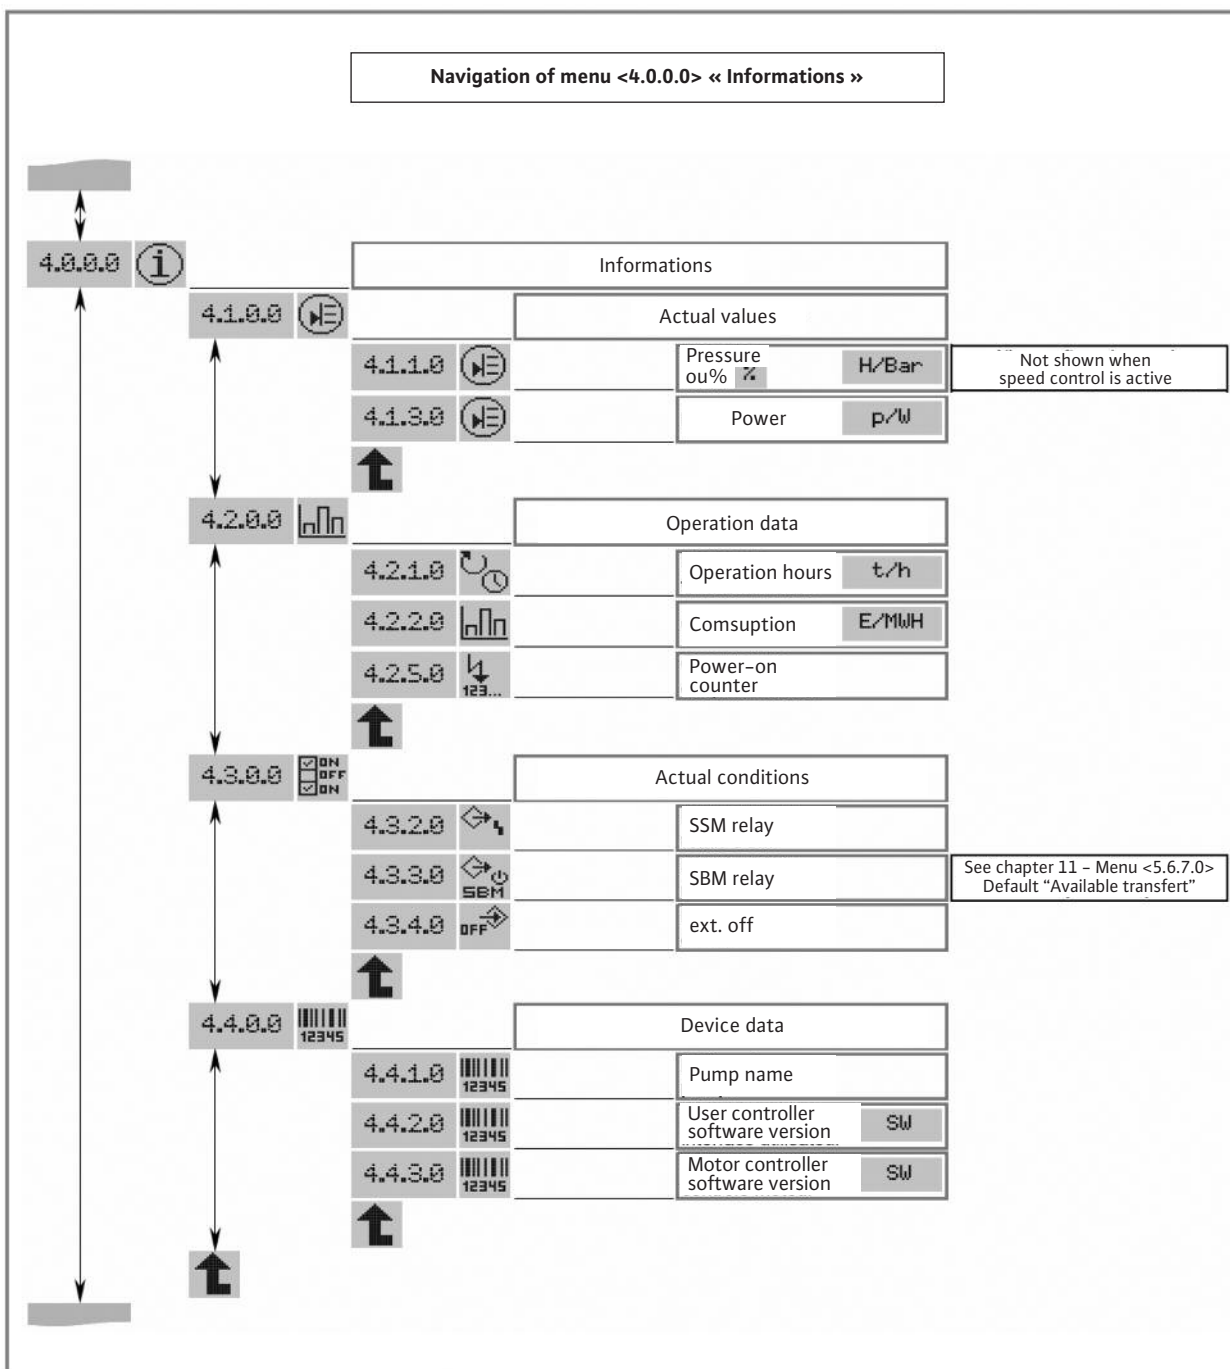 Navigation of menu <4.0.0.0> « Informations »
4.0.0.0 i Informations
4.1.0.0 Actual values
4.1.1.0 Pressure
ou% % H/Bar
Not shown when
speed control is active
4.1.3.0 Power p/W
4.2.0.0 Operation data
4.2.1.0 Operation hours t/h
4.2.2.0 Comsuption E/MWH
4.2.5.0 123... Power-on
counter
4.3.0.0 ON OFF ON Actual conditions
4.3.2.0 SSM relay
4.3.3.0 SBM SBM relay
See chapter 11 – Menu <5.6.7.0>
Default “Available transfert”
4.3.4.0 OFF ext. off
4.4.0.0 12345 Device data
4.4.1.0 12345 Pump name
4.4.2.0 12345 User controller
software version SW
4.4.3.0 12345 Motor controller
software version SW